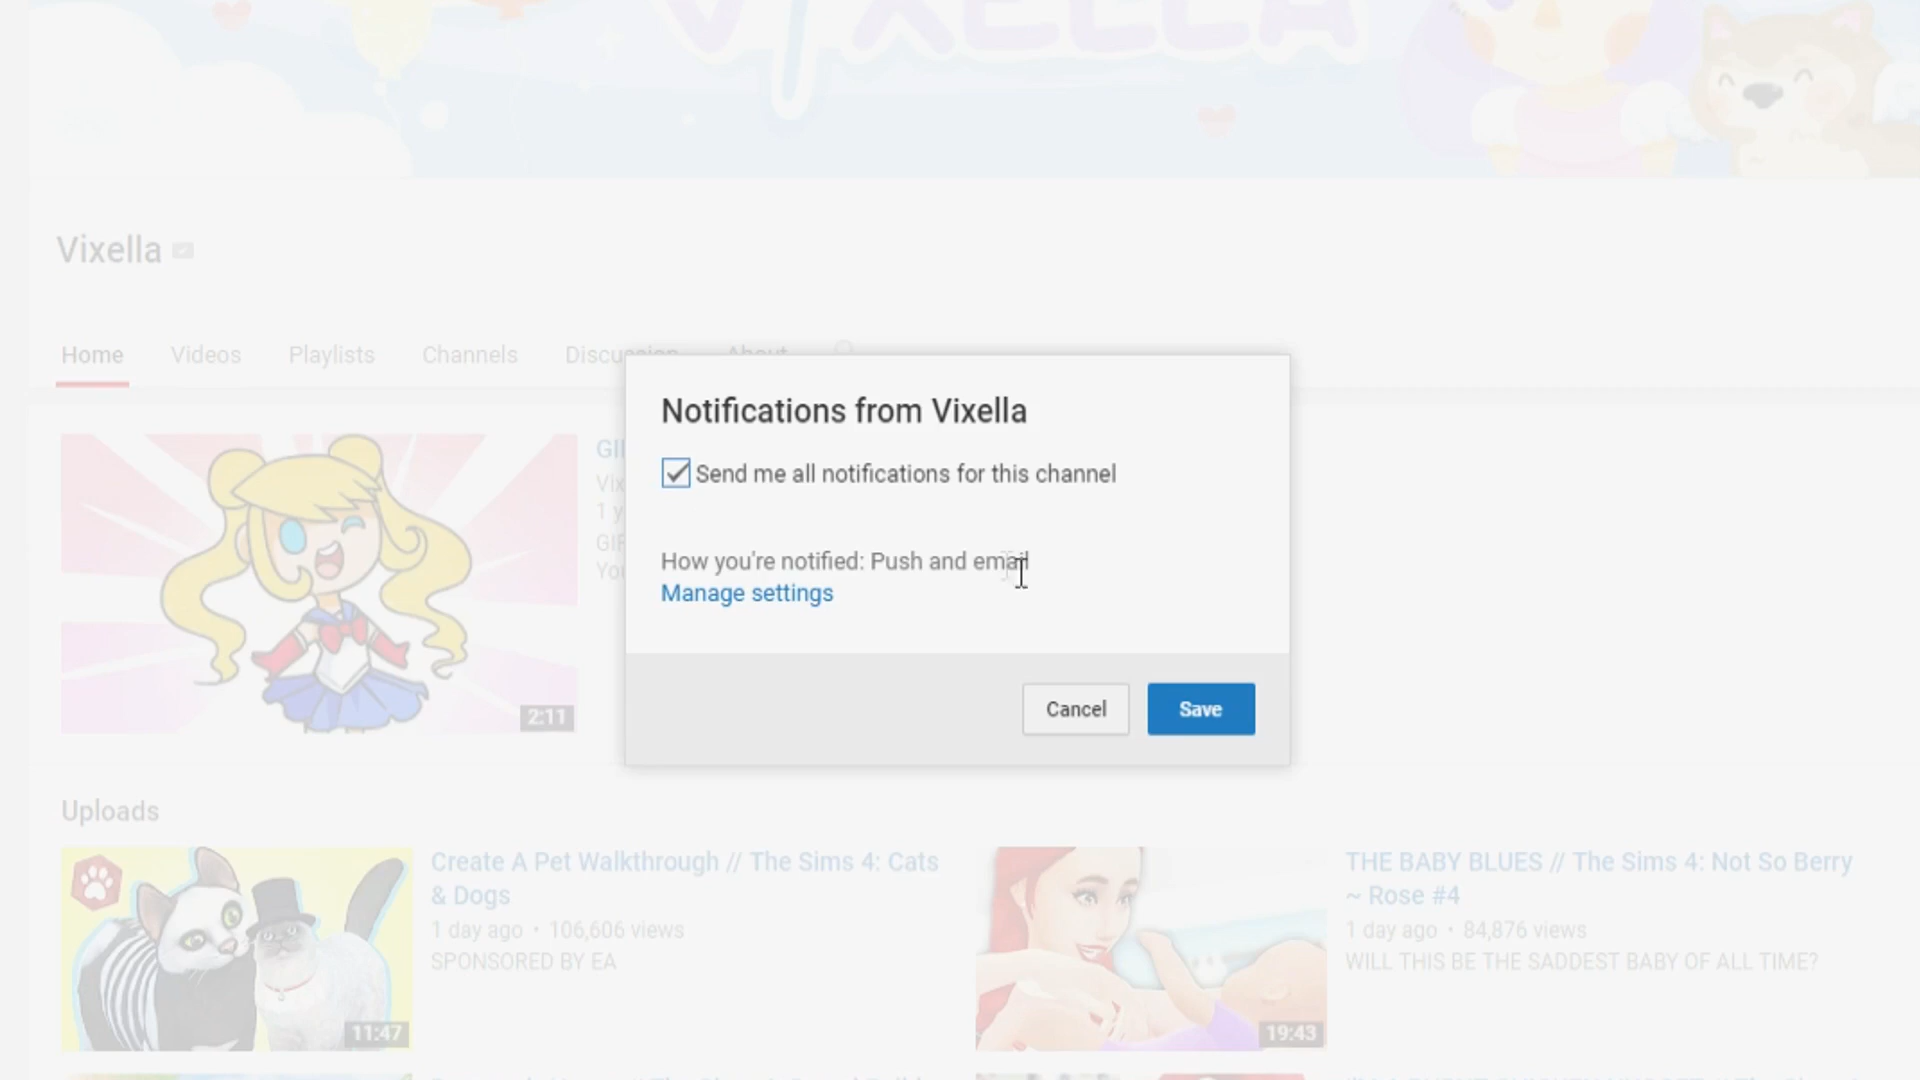 VIXELLA
Vixella
Home Videos Playlists Channels Discussion About
Notifications from Vixella
Send me all notifications for this channel
How you're notified: Push and email
Manage settings
Cancel Save
2:11
Uploads
Create A Pet Walkthrough // The Sims 4: Cats
& Dogs
1 day ago • 106,606 views
SPONSORED BY EA
11:47
THE BABY BLUES // The Sims 4: Not So Berry
~ Rose #4
1 day ago • 84,876 views
WILL THIS BE THE SADDEST BABY OF ALL TIME?
19:43